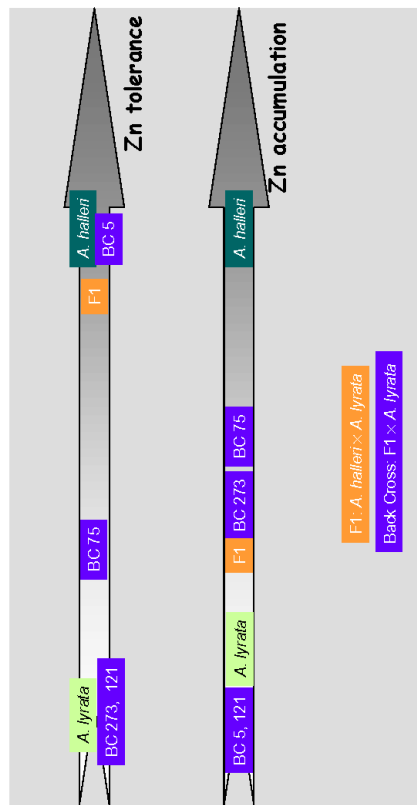 Zn tolerance
A. halleri
BC 5
F1
BC 75
A. lyrata
BC 273, 121
Zn accumulation
A. halleri
BC 75
BC 273
F1
A. lyrata
BC 5, 121
F1: A. halleri × A. lyrata
Back Cross: F1 × A. lyrata